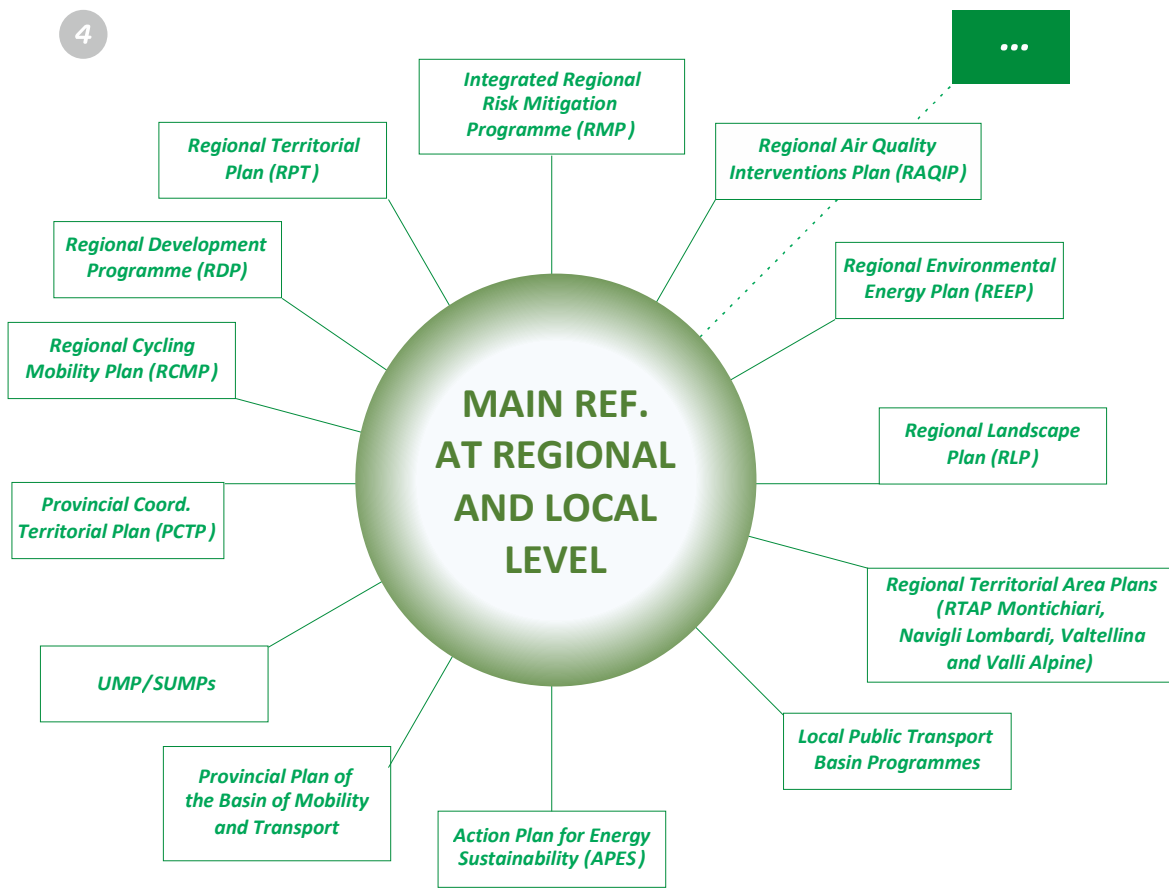 4
...
Integrated Regional
Risk Mitigation
Programme (RMP)
Regional Territorial
Plan (RPT)
Regional Air Quality
Interventions Plan (RAQIP)
Regional Development
Programme (RDP)
Regional Environmental
Energy Plan (REEP)
Regional Cycling
Mobility Plan (RCMP)
MAIN REF.
AT REGIONAL
AND LOCAL
LEVEL
Regional Landscape
Plan (RLP)
Provincial Coord.
Territorial Plan (PCTP)
Regional Territorial Area Plans
(RTAP Montichiari,
Navigli Lombardi, Valtellina
and Valli Alpine)
UMP/SUMPs
Local Public Transport
Basin Programmes
Provincial Plan of
the Basin of Mobility
and Transport
Action Plan for Energy
Sustainability (APES)